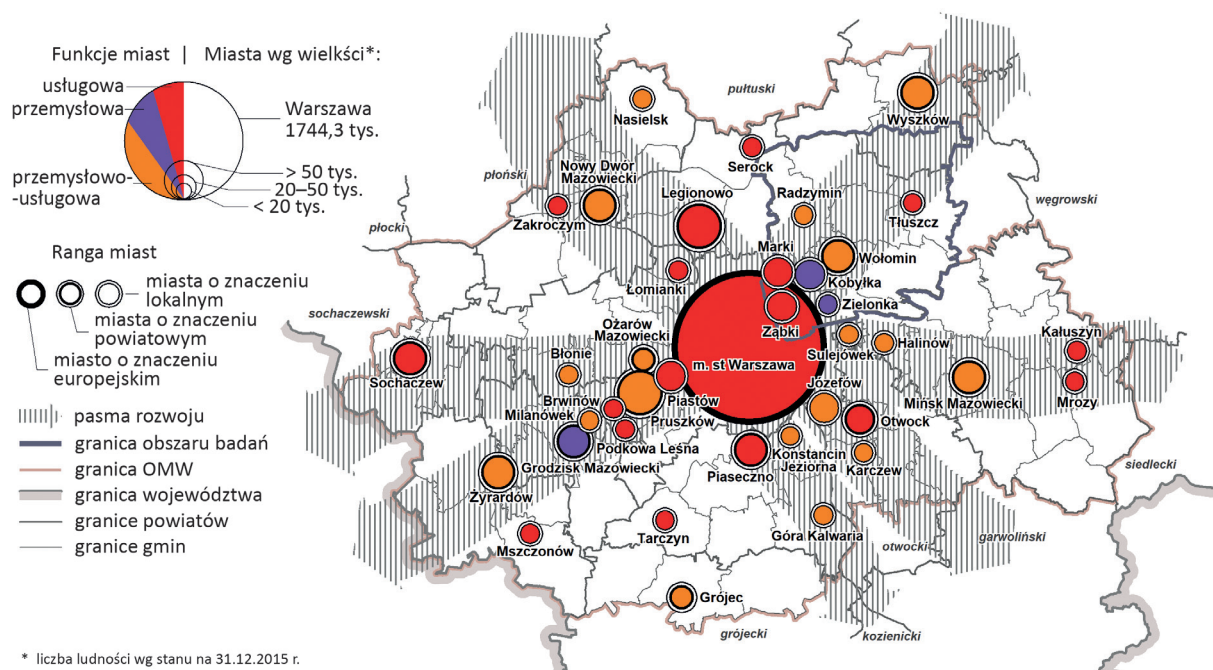 Funkcje miast | Miasta wg wielkści*:
usługowa
przemysłowa
przemysłowo-
-usługowa
Warszawa
1744,3 tys.
> 50 tys.
20–50 tys.
< 20 tys.
Ranga miast
miasta o znaczeniu
lokalnym
miasta o znaczeniu
powiatowym
miasto o znaczeniu
europejskim
pasma rozwoju
granica obszaru badań
granica OMW
granica województwa
granice powiatów
granice gmin
* liczba ludności wg stanu na 31.12.2015 r.
pułtuski
Nasielsk
Wyszków
Serock
płoński
Nowy Dwór
Mazowiecki
Legionowo
Radzymin
Zakroczym
Tłuszcz
węgrowski
płocki
Marki
Wołomin
Kobyłka
Łomianki
Zielonka
sochaczewski
Ząbki
Ożarów
Mazowiecki
Sulejówek
Halinów
Kałuszyn
Błonie
m. st Warszawa
Sochaczew
Józefów
Mińsk Mazowiecki
Mrozy
Brwinów
Piastów
Milanówek
Pruszków
Otwock
Podkowa Leśna
Konstancin
Jeziorna
Grodzisk Mazowiecki
Piaseczno
Karczew
siedlecki
Żyrardów
Mszczonów
Tarczyn
Góra Kalwaria
otwocki
garwoliński
Grójec
grójecki
kozienicki